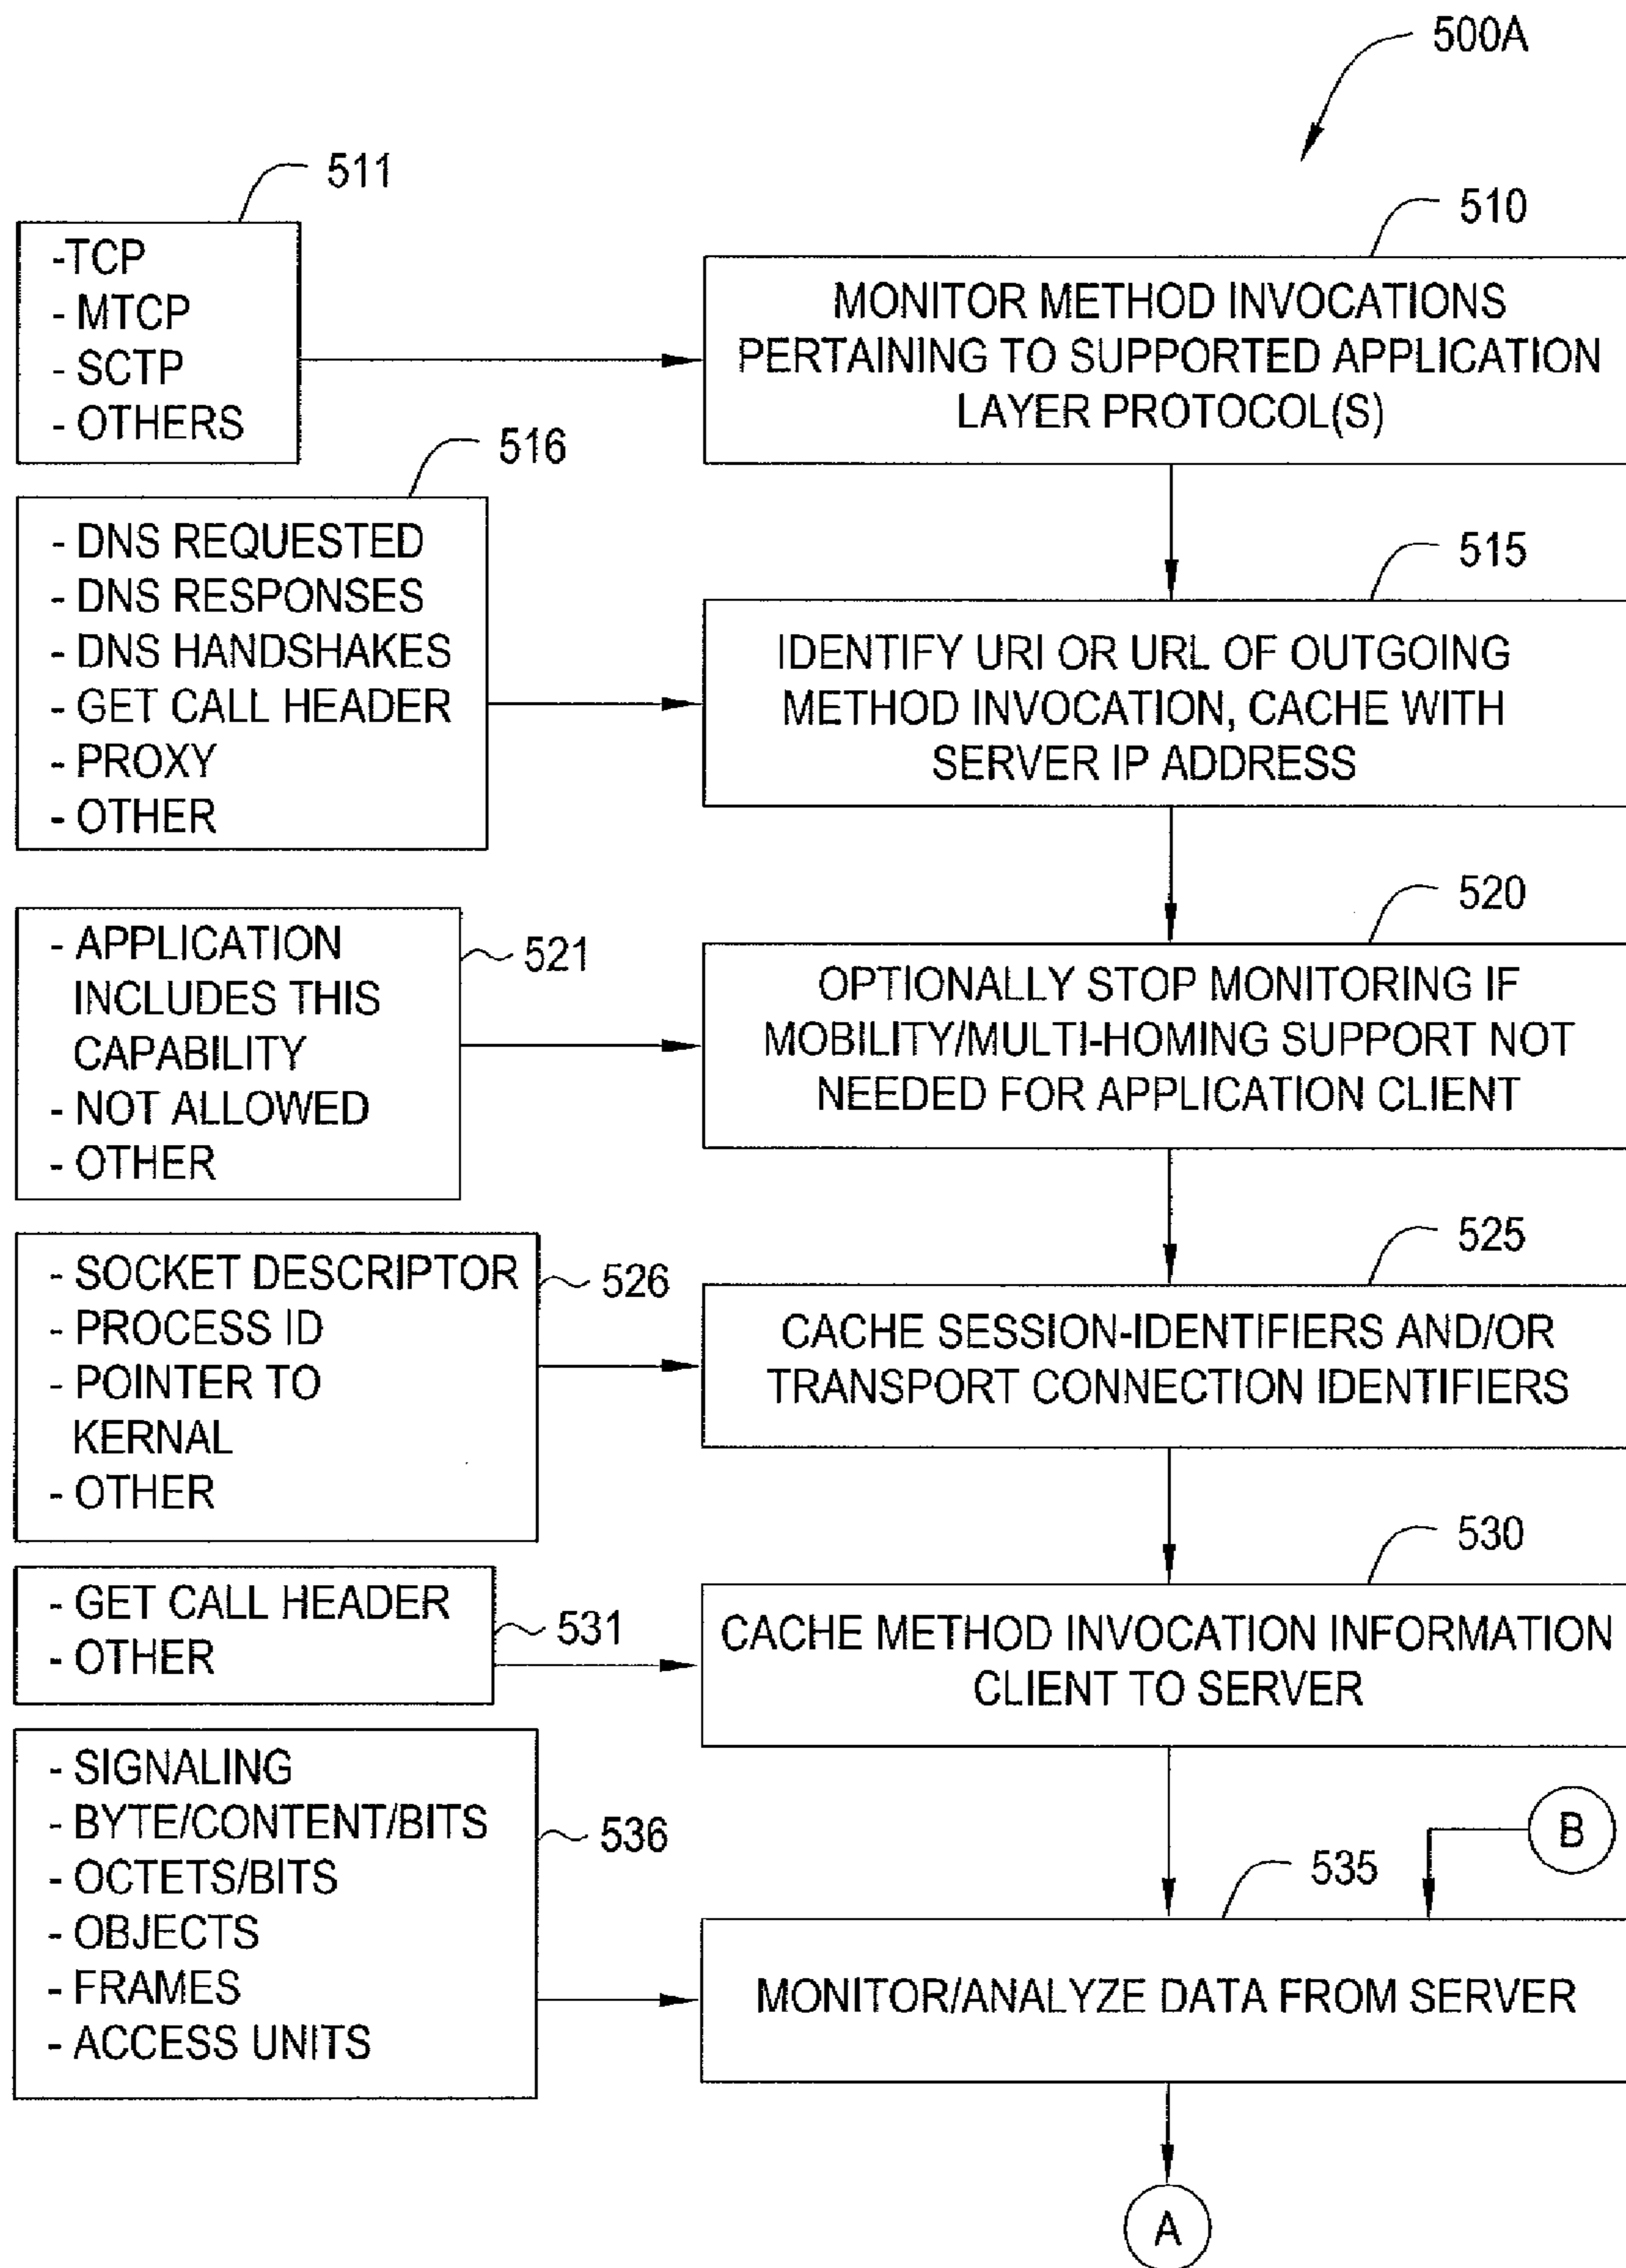 500A
511
-TCP
- MTCP
- SCTP
- OTHERS
510
MONITOR METHOD INVOCATIONS
PERTAINING TO SUPPORTED APPLICATION
LAYER PROTOCOL(S)
516
- DNS REQUESTED
- DNS RESPONSES
- DNS HANDSHAKES
- GET CALL HEADER
- PROXY
- OTHER
515
IDENTIFY URI OR URL OF OUTGOING
METHOD INVOCATION, CACHE WITH
SERVER IP ADDRESS
521
- APPLICATION
INCLUDES THIS
CAPABILITY
- NOT ALLOWED
- OTHER
520
OPTIONALLY STOP MONITORING IF
MOBILITY/MULTI-HOMING SUPPORT NOT
NEEDED FOR APPLICATION CLIENT
526
- SOCKET DESCRIPTOR
- PROCESS ID
- POINTER TO
KERNAL
- OTHER
525
CACHE SESSION-IDENTIFIERS AND/OR
TRANSPORT CONNECTION IDENTIFIERS
531
- GET CALL HEADER
- OTHER
530
CACHE METHOD INVOCATION INFORMATION
CLIENT TO SERVER
536
- SIGNALING
- BYTE/CONTENT/BITS
- OCTETS/BITS
- OBJECTS
- FRAMES
- ACCESS UNITS
B
535
MONITOR/ANALYZE DATA FROM SERVER
A